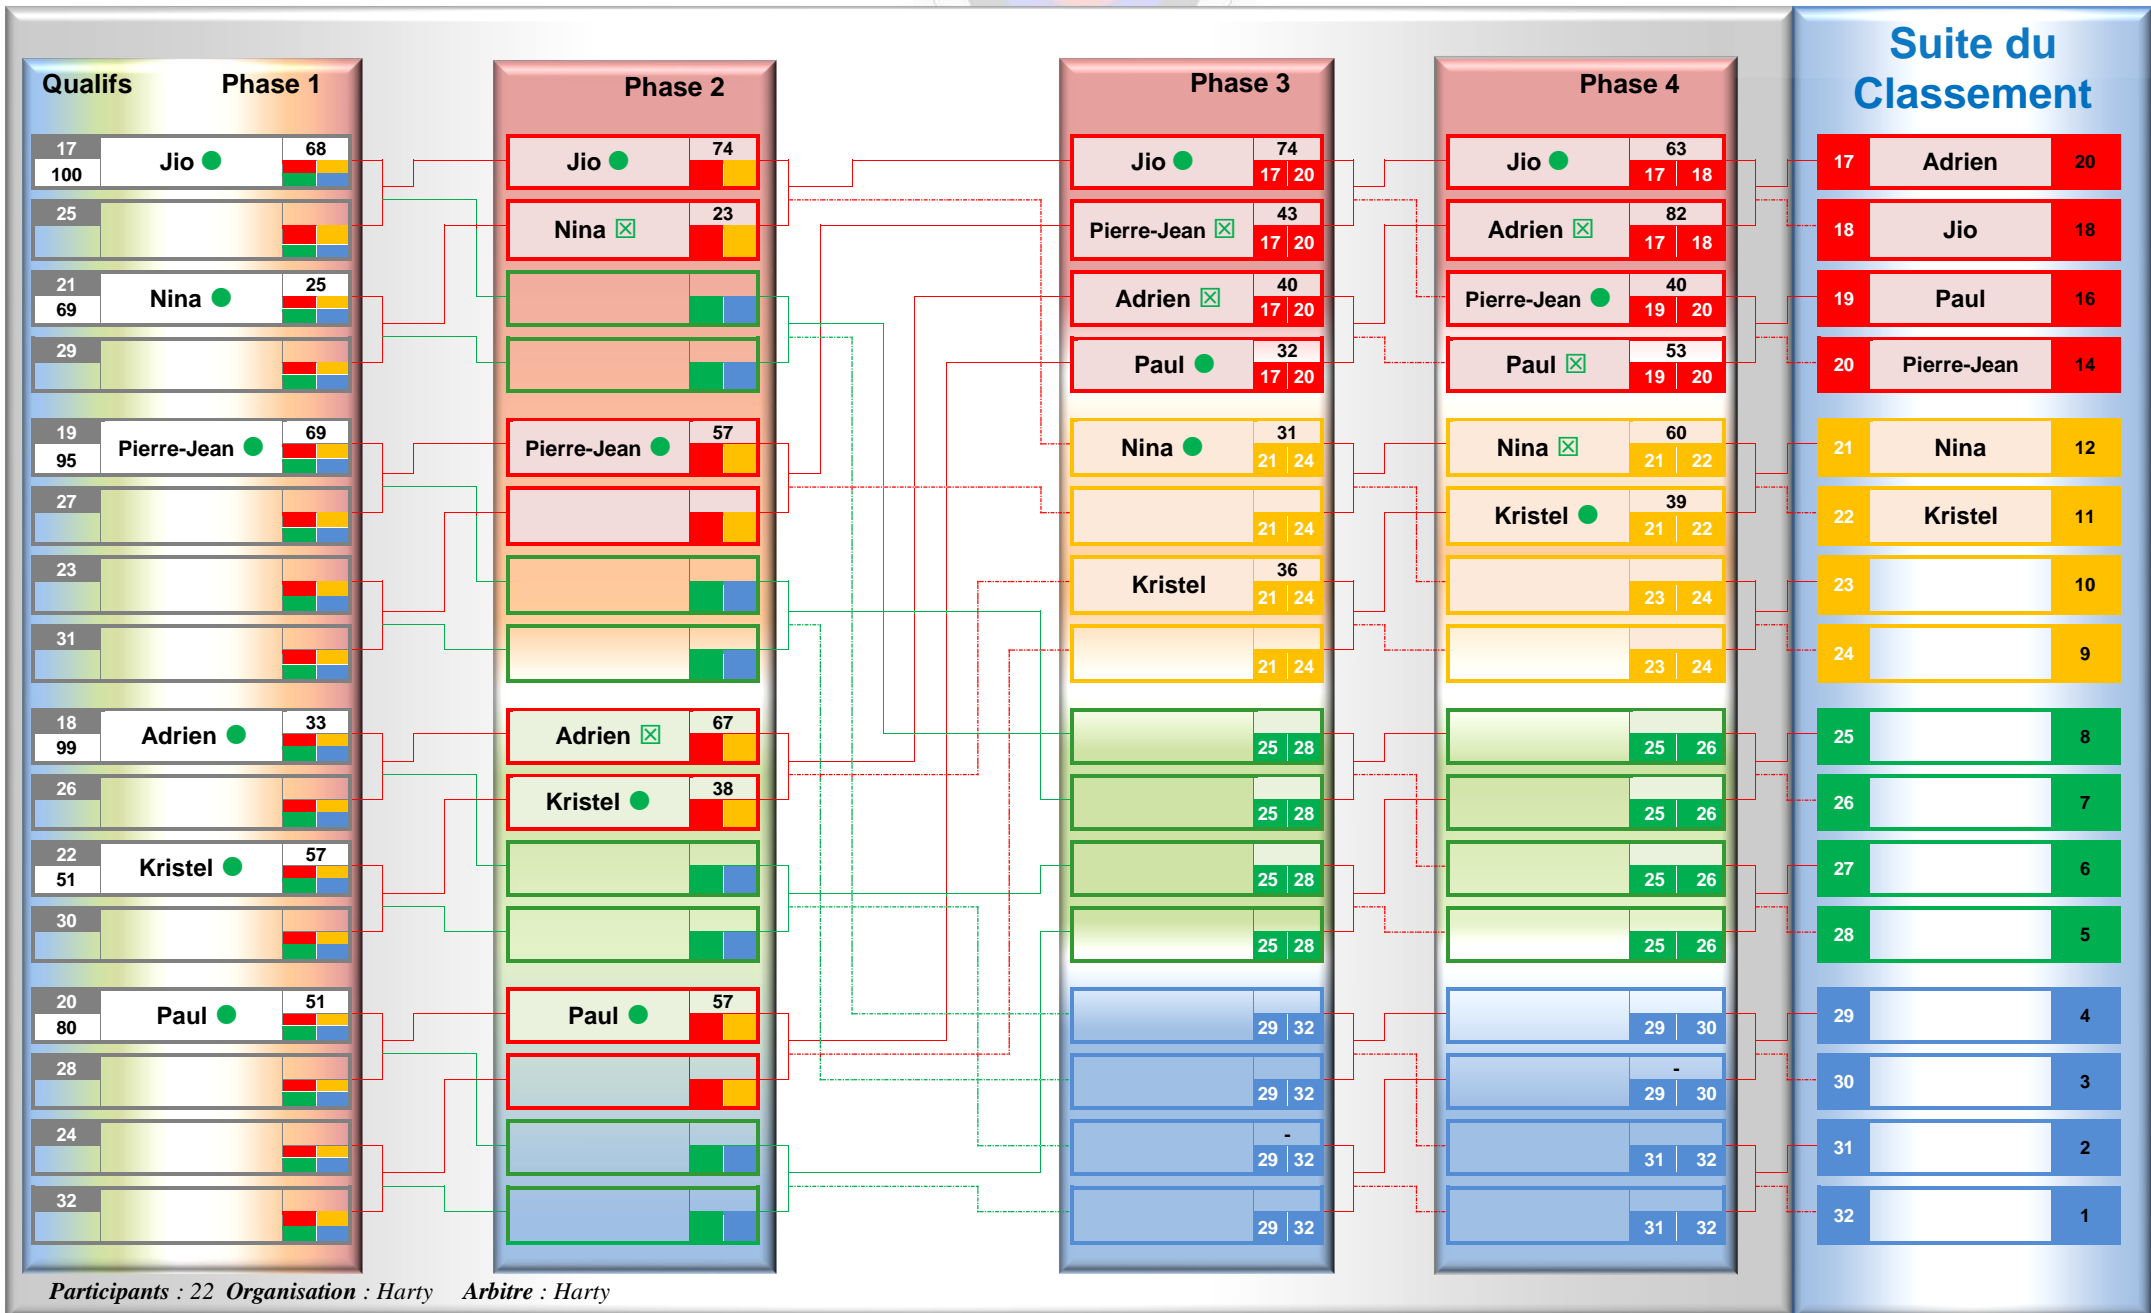 Suite du
Classement
Qualifs Phase 1
Phase 2
Phase 3
Phase 4
17 Jio 68
100
25
21 Nina 25
69
29
19 Pierre-Jean 69
95
27
23
31
18 Adrien 33
99
26
22 Kristel 57
51
30
20 Paul 51
80
28
24
32
Jio 74
Nina 23
Pierre-Jean 57
Adrien 67
Kristel 38
Paul 57
Jio 74
17 20
Pierre-Jean 43
17 20
Adrien 40
17 20
Paul 32
17 20
Nina 31
21 24
21 24
Kristel 36
21 24
21 24
25 28
25 28
25 28
25 28
29 32
29 32
-
29 32
29 32
Jio 63
17 18
Adrien 82
17 18
Pierre-Jean 40
19 20
Paul 53
19 20
Nina 60
21 22
Kristel 39
21 22
23 24
23 24
25 26
25 26
25 26
25 26
29 30
-
29 30
31 32
31 32
17 Adrien 20
18 Jio 18
19 Paul 16
20 Pierre-Jean 14
21 Nina 12
22 Kristel 11
23 10
24 9
25 8
26 7
27 6
28 5
29 4
30 3
31 2
32 1
Participants : 22 Organisation : Harty Arbitre : Harty